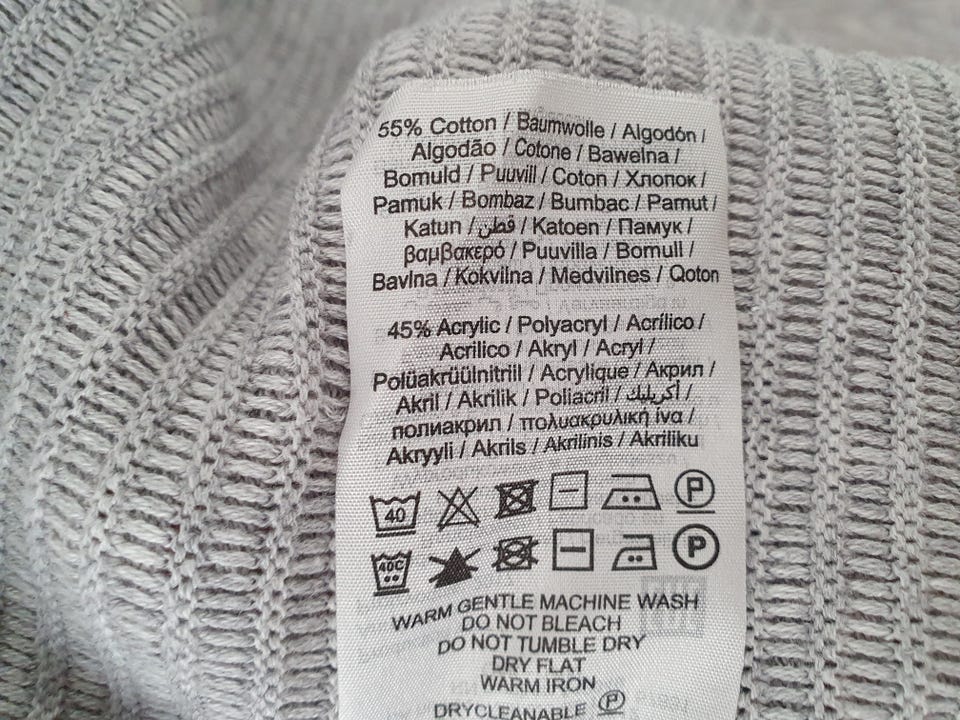 55% Cotton / Baumwolle / Algodón /
Algodão / Cotone / Bawełna /
Bomuld / Puuvill / Coton / Хлопок /
Pamuk / Bombaz / Bumbac / Pamut /
Katun / قطن / Katoen / Памук /
βαμβακερό / Puuvilla / Bomull /
Bavlna / Kokvilna / Medvilnes / Qoton
45% Acrylic / Polyacryl / Acrílico /
Acrilico / Akryl / Acryl /
Polüakrüülnitriil / Acrylique / Акрил /
Akril / Akrilik / Poliacril / أكريليك /
полиакрил / πολυακρυλική ίνα /
Akryyli / Akrils / Akrilinis / Akriliku
40 P
40C P
WARM GENTLE MACHINE WASH
DO NOT BLEACH
DO NOT TUMBLE DRY
DRY FLAT
WARM IRON
DRYCLEANABLE P